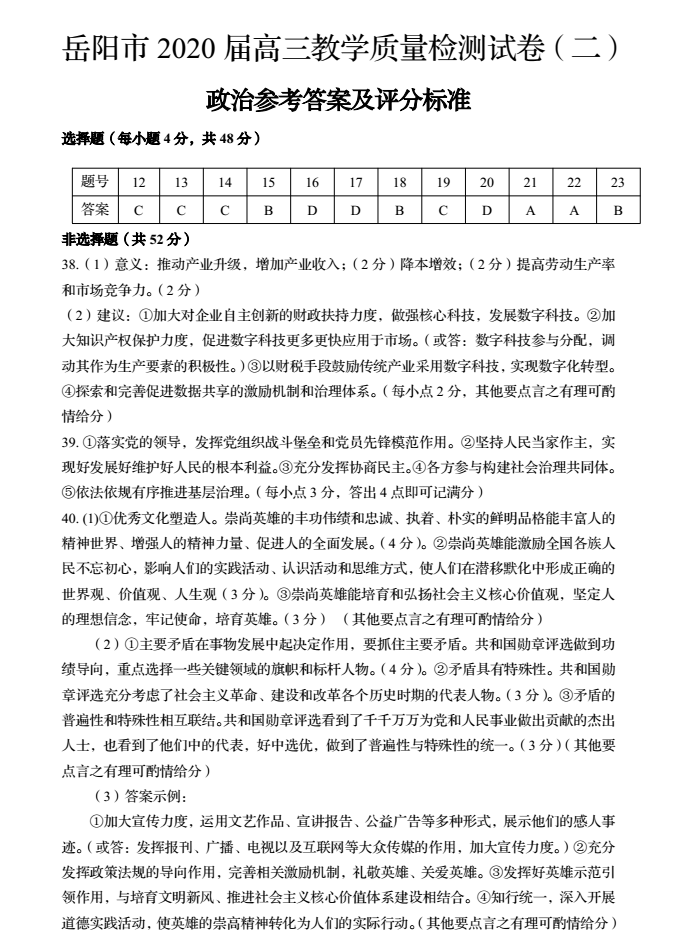 岳阳市 2020 届高三教学质量检测试卷（二）
政治参考答案及评分标准
选择题（每小题 4 分，共 48 分）
题号 12 13 14 15 16 17 18 19 20 21 22 23
答案 C C C B D D B C D A A B
非选择题（共 52 分）
38.（1）意义：推动产业升级，增加产业收入；（2 分）降本增效；（2 分）提高劳动生产率
和市场竞争力。（2 分）
（2）建议：①加大对企业自主创新的财政扶持力度，做强核心科技，发展数字科技。②加
大知识产权保护力度，促进数字科技更多更快应用于市场。（或答：数字科技参与分配，调
动其作为生产要素的积极性。）③以财税手段鼓励传统产业采用数字科技，实现数字化转型。
④探索和完善促进数据共享的激励机制和治理体系。（每小点 2 分，其他要点言之有理可酌
情给分）
39. ①落实党的领导，发挥党组织战斗堡垒和党员先锋模范作用。②坚持人民当家作主，实
现好发展好维护好人民的根本利益。③充分发挥协商民主。④各方参与构建社会治理共同体。
⑤依法依规有序推进基层治理。（每小点 3 分，答出 4 点即可记满分）
40. (1)①优秀文化塑造人。崇尚英雄的丰功伟绩和忠诚、执着、朴实的鲜明品格能丰富人的
精神世界、增强人的精神力量、促进人的全面发展。（4 分）。②崇尚英雄能激励全国各族人
民不忘初心，影响人们的实践活动、认识活动和思维方式，使人们在潜移默化中形成正确的
世界观、价值观、人生观（3 分）。③崇尚英雄能培育和弘扬社会主义核心价值观，坚定人
的理想信念，牢记使命，培育英雄。（3 分）（其他要点言之有理可酌情给分）
（2）①主要矛盾在事物发展中起决定作用，要抓住主要矛盾。共和国勋章评选做到功
绩导向，重点选择一些关键领域的旗帜和标杆人物。（4 分）。②矛盾具有特殊性。共和国勋
章评选充分考虑了社会主义革命、建设和改革各个历史时期的代表人物。（3 分）。③矛盾的
普遍性和特殊性相互联结。共和国勋章评选看到了千千万万为党和人民事业做出贡献的杰出
人士，也看到了他们中的代表，好中选优，做到了普遍性与特殊性的统一。（3 分）（其他要
点言之有理可酌情给分）
（3）答案示例：
①加大宣传力度，运用文艺作品、宣讲报告、公益广告等多种形式，展示他们的感人事
迹。（或答：发挥报刊、广播、电视以及互联网等大众传媒的作用，加大宣传力度。）②充分
发挥政策法规的导向作用，完善相关激励机制，礼敬英雄、关爱英雄。③发挥好英雄示范引
领作用，与培育文明新风、推进社会主义核心价值体系建设相结合。④知行统一，深入开展
道德实践活动，使英雄的崇高精神转化为人们的实际行动。（其他要点言之有理可酌情给分）